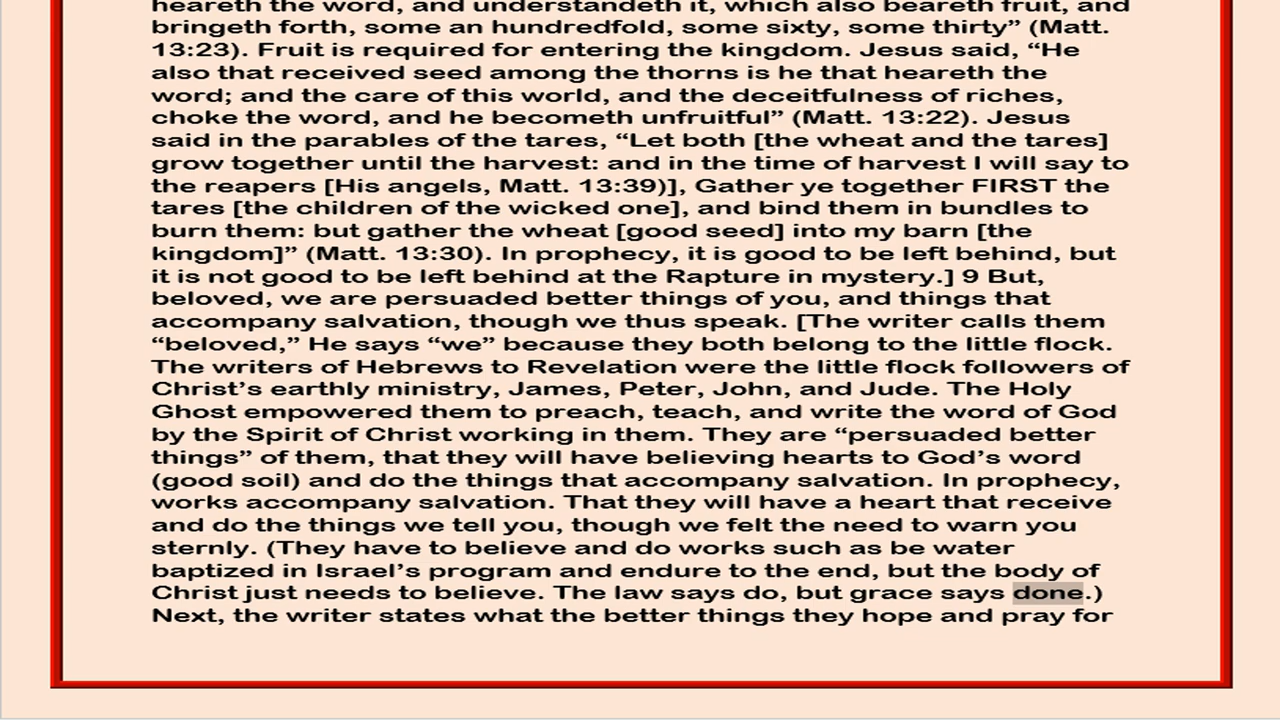 heareth the word, and understandeth it, which also beareth fruit, and
bringeth forth, some an hundredfold, some sixty, some thirty” (Matt.
13:23). Fruit is required for entering the kingdom. Jesus said, “He
also that received seed among the thorns is he that heareth the
word; and the care of this world, and the deceitfulness of riches,
choke the word, and he becometh unfruitful” (Matt. 13:22). Jesus
said in the parables of the tares, “Let both [the wheat and the tares]
grow together until the harvest: and in the time of harvest I will say to
the reapers [His angels, Matt. 13:39)], Gather ye together FIRST the
tares [the children of the wicked one], and bind them in bundles to
burn them: but gather the wheat [good seed] into my barn [the
kingdom]” (Matt. 13:30). In prophecy, it is good to be left behind, but
it is not good to be left behind at the Rapture in mystery.] 9 But,
beloved, we are persuaded better things of you, and things that
accompany salvation, though we thus speak. [The writer calls them
“beloved,” He says “we” because they both belong to the little flock.
The writers of Hebrews to Revelation were the little flock followers of
Christ’s earthly ministry, James, Peter, John, and Jude. The Holy
Ghost empowered them to preach, teach, and write the word of God
by the Spirit of Christ working in them. They are “persuaded better
things” of them, that they will have believing hearts to God’s word
(good soil) and do the things that accompany salvation. In prophecy,
works accompany salvation. That they will have a heart that receive
and do the things we tell you, though we felt the need to warn you
sternly. (They have to believe and do works such as be water
baptized in Israel’s program and endure to the end, but the body of
Christ just needs to believe. The law says do, but grace says done.)
Next, the writer states what the better things they hope and pray for